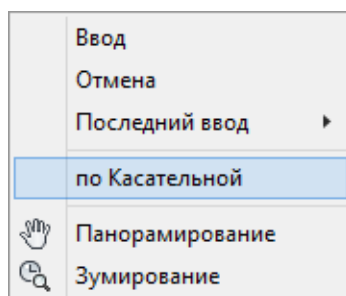 Ввод
Отмена
Последний ввод
по Касательной
Панорамирование
Зумирование